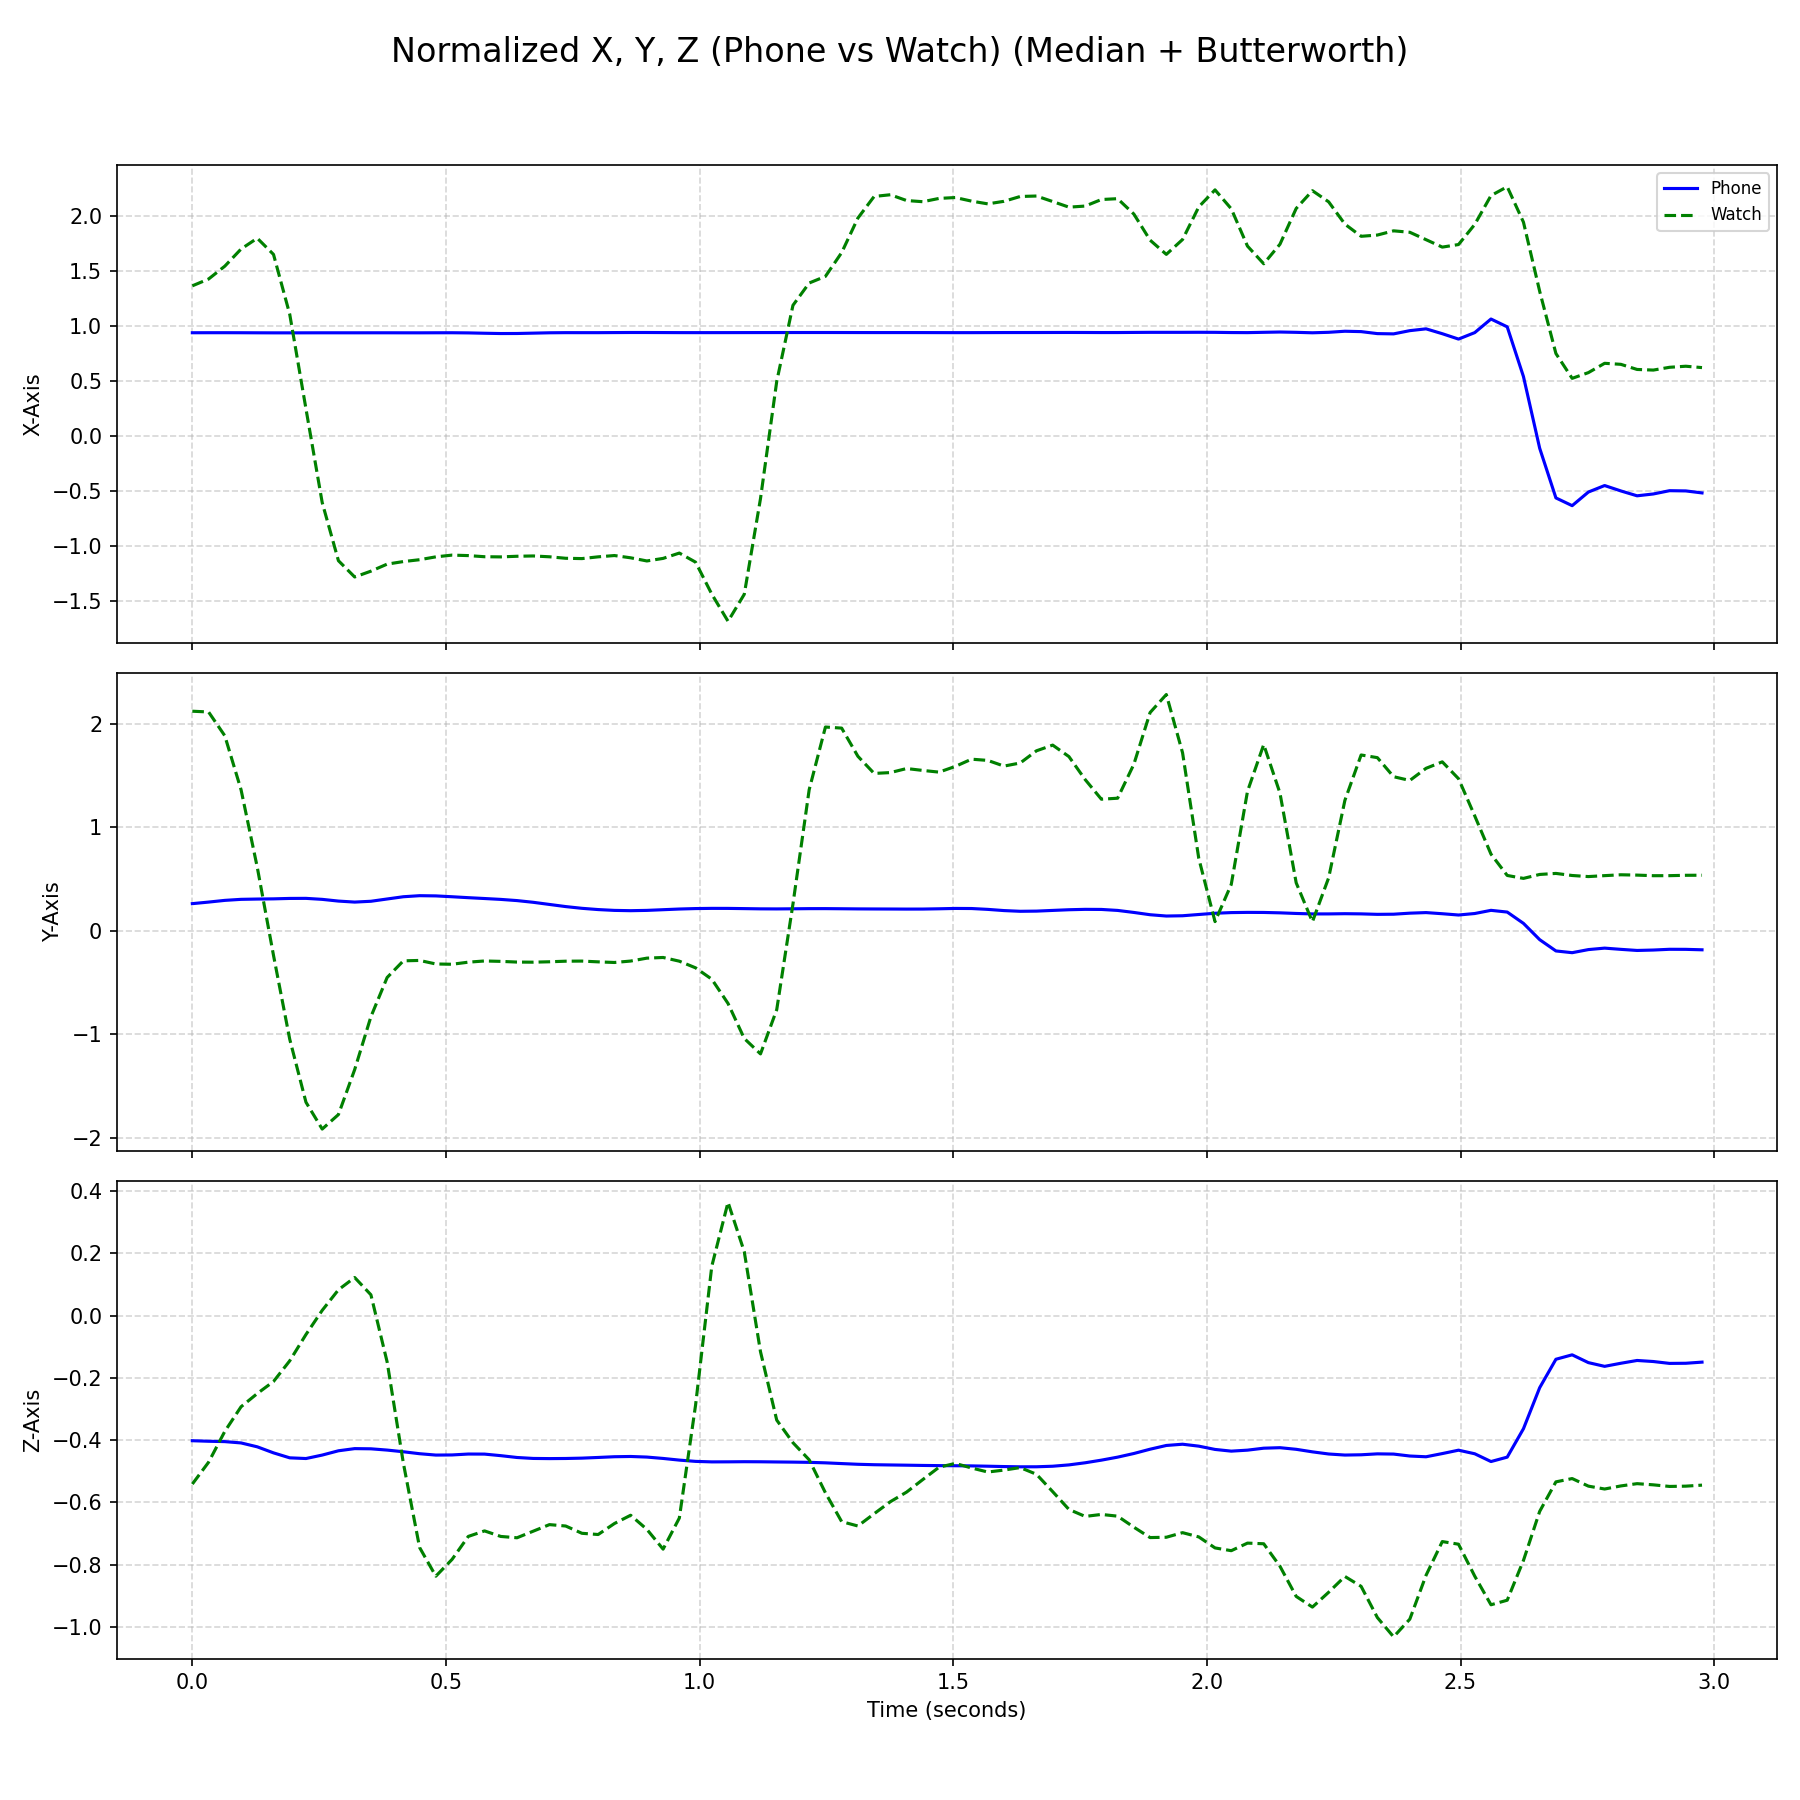 Normalized X, Y, Z (Phone vs Watch) (Median + Butterworth)
Phone
Watch
X-Axis
2.0
1.5
1.0
0.5
0.0
−0.5
−1.0
−1.5
Y-Axis
2
1
0
−1
−2
Z-Axis
0.4
0.2
0.0
−0.2
−0.4
−0.6
−0.8
−1.0
0.0 0.5 1.0 1.5 2.0 2.5 3.0
Time (seconds)